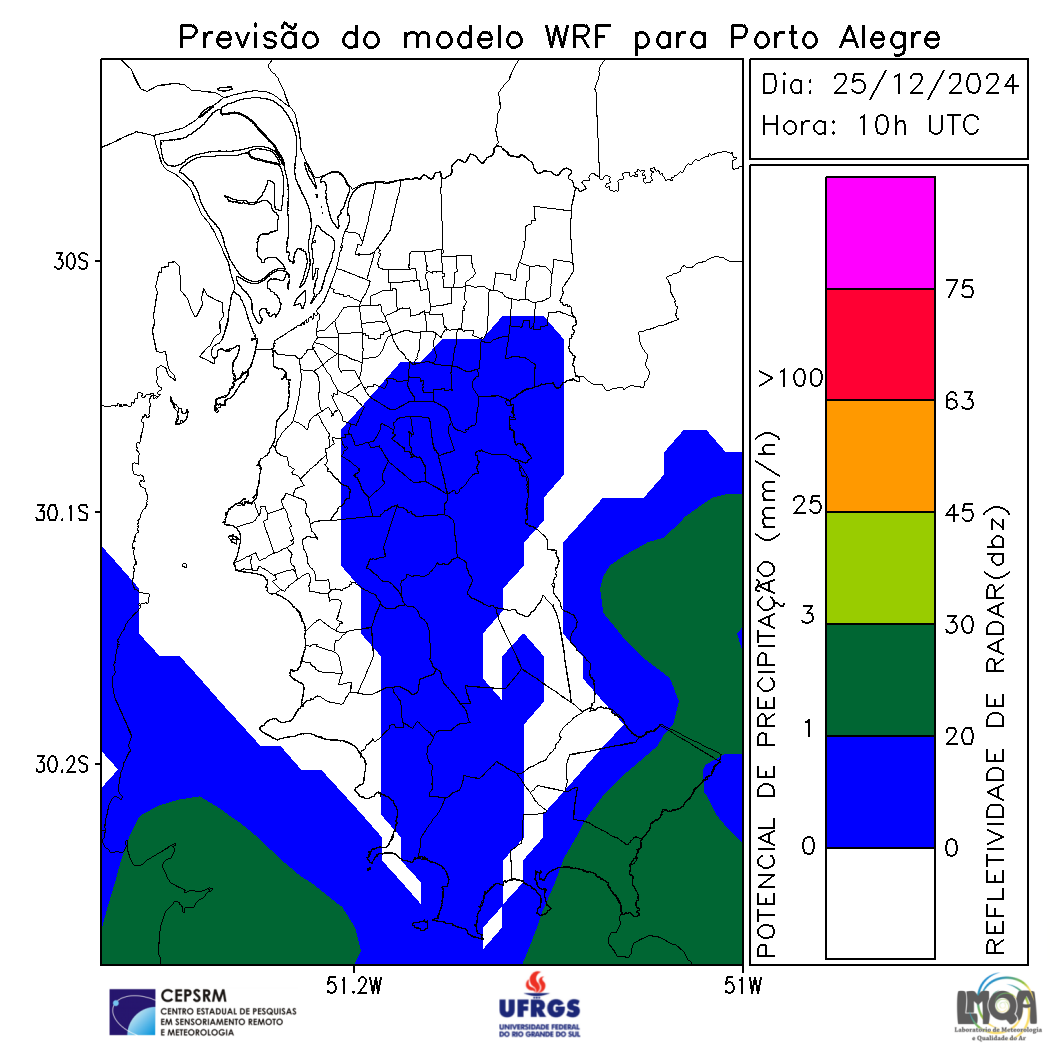 Previsão do modelo WRF para Porto Alegre
Dia: 25/12/2024
Hora: 10h UTC
30S
30.1S
30.2S
51.2W
51W
POTENCIAL DE PRECIPITAÇÃO (mm/h)
>100
25
3
1
0
75
63
45
30
20
0
REFLETIVIDADE DE RADAR(dbz)
CEPSRM
CENTRO ESTADUAL DE PESQUISAS
EM SENSORIAMENTO REMOTO
E METEOROLOGIA
UFRGS
UNIVERSIDADE FEDERAL
DO RIO GRANDE DO SUL
LMQA
Laboratório de Meteorologia
e Qualidade do Ar